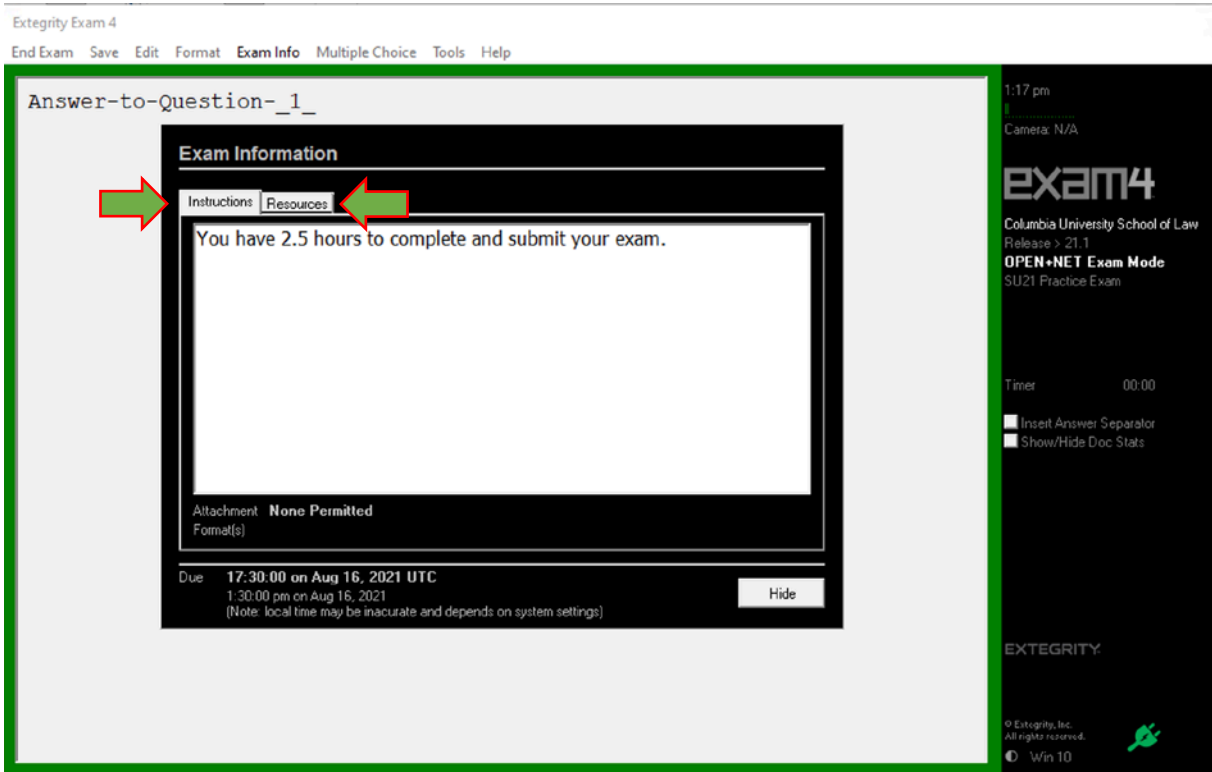 Extegrity Exam 4
End Exam Save Edit Format Exam Info Multiple Choice Tools Help
Answer-to-Question-_1_
Exam Information
Instructions Resources
You have 2.5 hours to complete and submit your exam.
Attachment None Permitted
Format(s)
Due 17:30:00 on Aug 16, 2021 UTC
1:30:00 pm on Aug 16, 2021
(Note: local time may be inacurate and depends on system settings)
Hide
1:17 pm
Camera: N/A
exam4
Columbia University School of Law
Release > 21.1
OPEN+NET Exam Mode
SU21 Practice Exam
Timer 00:00
Insert Answer Separator
Show/Hide Doc Stats
EXTEGRITY
© Extegrity, Inc.
All rights reserved.
Win 10